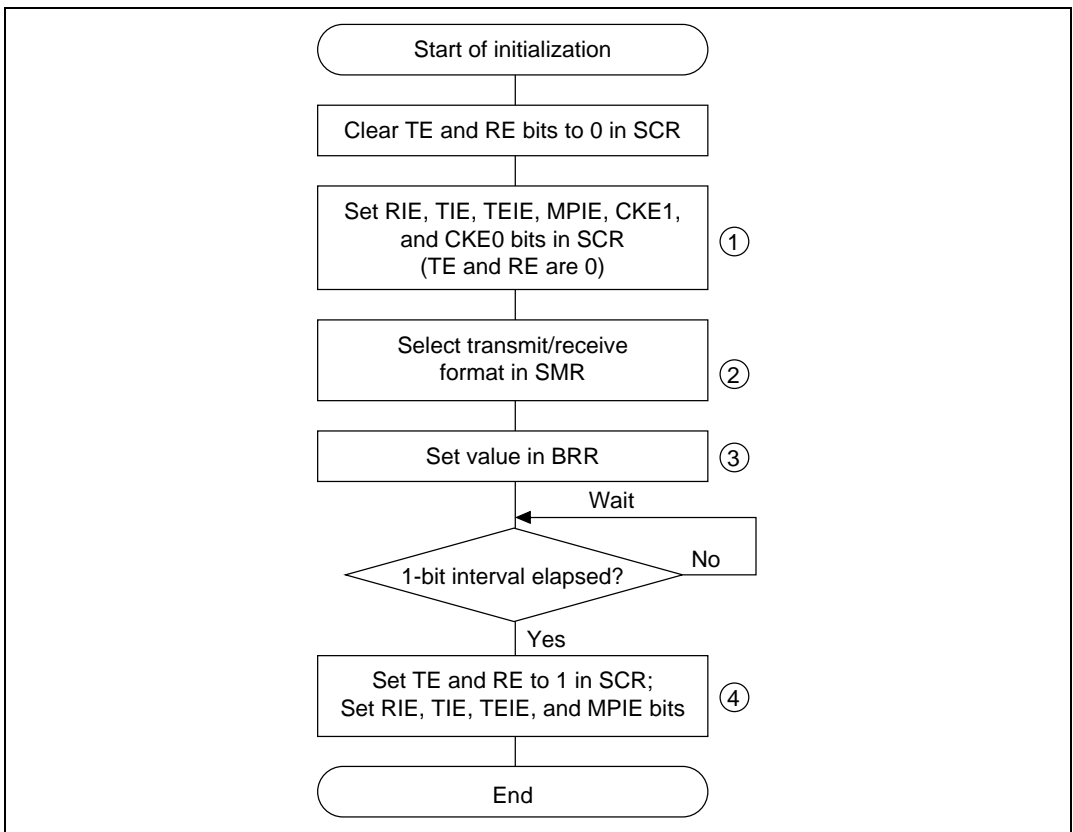 Start of initialization
Clear TE and RE bits to 0 in SCR
Set RIE, TIE, TEIE, MPIE, CKE1,
and CKE0 bits in SCR
(TE and RE are 0)
1
Select transmit/receive
format in SMR
2
Set value in BRR
3
Wait
1-bit interval elapsed?
No
Yes
Set TE and RE to 1 in SCR;
Set RIE, TIE, TEIE, and MPIE bits
4
End